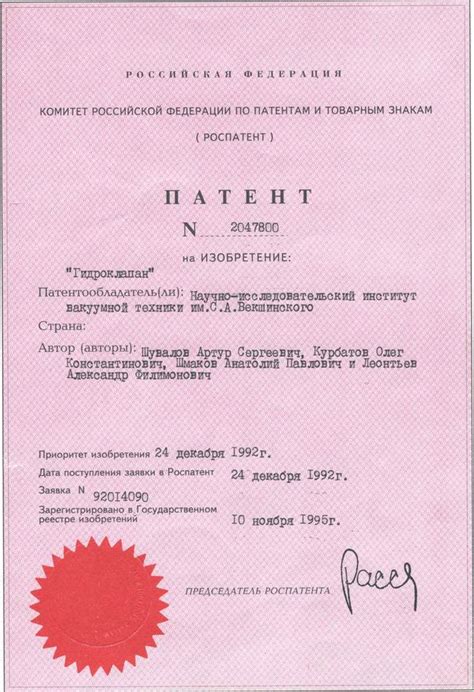 РОССИЙСКАЯ ФЕДЕРАЦИЯ
КОМИТЕТ РОССИЙСКОЙ ФЕДЕРАЦИИ ПО ПАТЕНТАМ И ТОВАРНЫМ ЗНАКАМ
( РОСПАТЕНТ )
ПАТЕНТ
N 2047800
на ИЗОБРЕТЕНИЕ:
"Гидроклапан"
Патентообладатель(ли): Научно-исследовательский институт
вакуумной техники им.С.А.Векшинского
Страна:
Автор (авторы): Шувалов Артур Сергеевич, Курбатов Олег
Константинович, Шмаков Анатолий Павлович и Леонтьев
Александр Филимонович
Приоритет изобретения 24 декабря 1992г.
Дата поступления заявки в Роспатент 24 декабря 1992г.
Заявка N 92014090
Зарегистрировано в Государственном
реестре изобретений 10 ноября 1995г.
ПРЕДСЕДАТЕЛЬ РОСПАТЕНТА